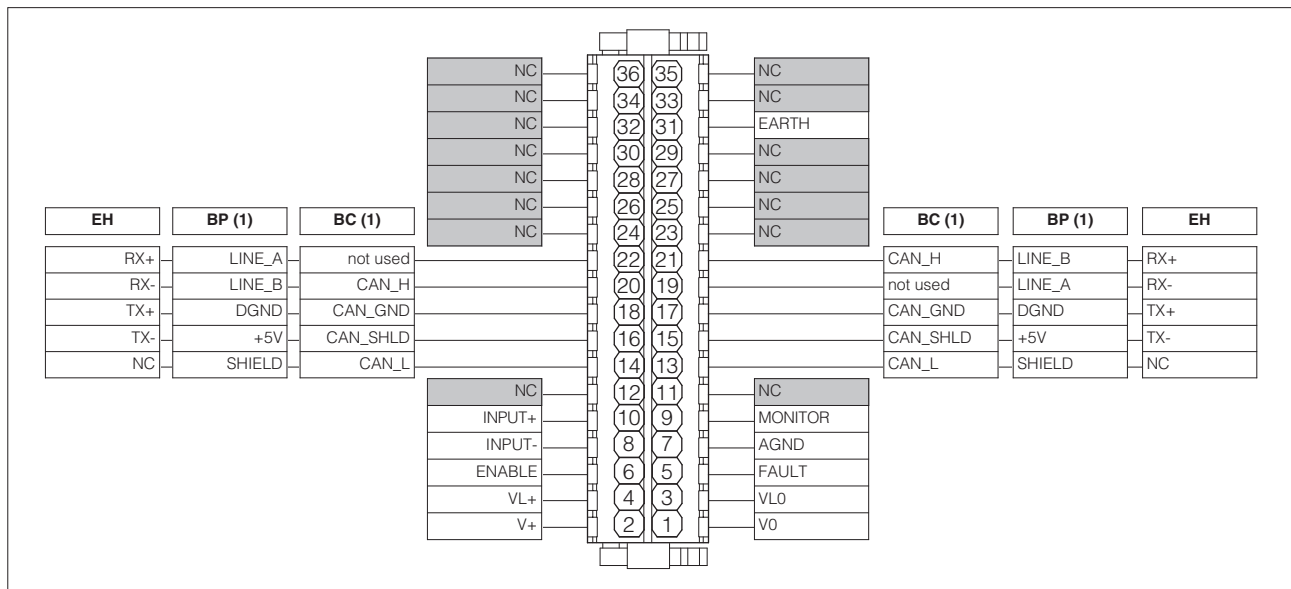 NC 36 35 NC
NC 34 33 NC
NC 32 31 EARTH
NC 30 29 NC
NC 28 27 NC
NC 26 25 NC
EH BP (1) BC (1) NC 24 23 NC BC (1) BP (1) EH
RX+ LINE_A not used 22 21 CAN_H LINE_B RX+
RX- LINE_B CAN_H 20 19 not used LINE_A RX-
TX+ DGND CAN_GND 18 17 CAN_GND DGND TX+
TX- +5V CAN_SHLD 16 15 CAN_SHLD +5V TX-
NC SHIELD CAN_L 14 13 CAN_L SHIELD NC
NC 12 11 NC
INPUT+ 10 9 MONITOR
INPUT- 8 7 AGND
ENABLE 6 5 FAULT
VL+ 4 3 VL0
V+ 2 1 V0